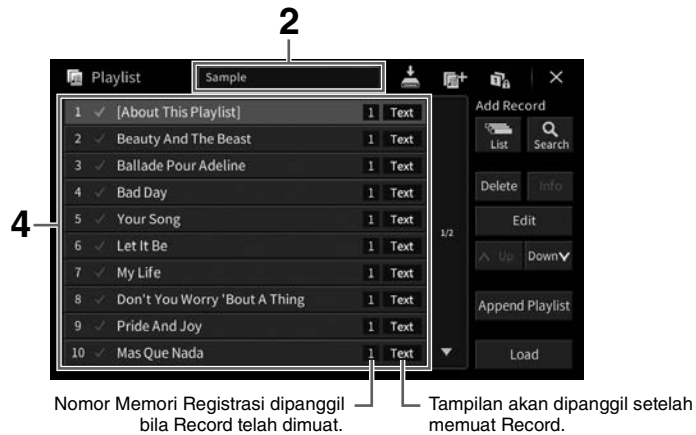 2
Playlist Sample
Add Record
1 [About This Playlist] 1 Text
List Search
2 Beauty And The Beast 1 Text
3 Ballade Pour Adeline 1 Text
Delete Info
4 Bad Day 1 Text
4
5 Your Song 1 Text
Edit
1/2
6 Let It Be 1 Text
Up Down
7 My Life 1 Text
8 Don't You Worry 'Bout A Thing 1 Text
Append Playlist
9 Pride And Joy 1 Text
10 Mas Que Nada 1 Text
Load
Nomor Memori Registrasi dipanggil
bila Record telah dimuat.
Tampilan akan dipanggil setelah
memuat Record.